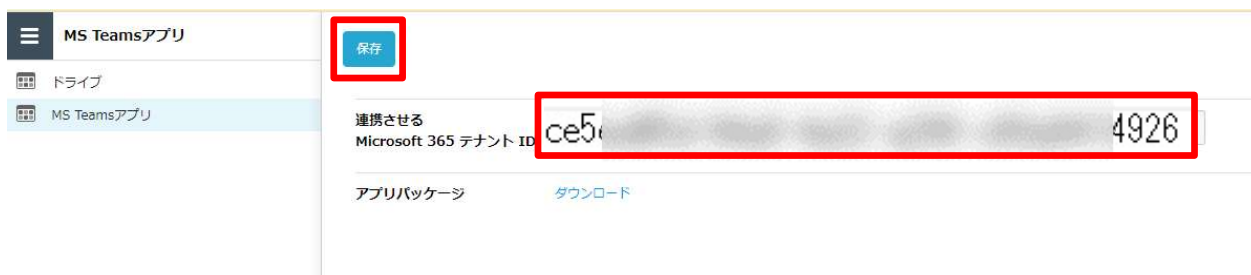 MS Teamsアプリ
ドライブ
MS Teamsアプリ
保存
連携させる
Microsoft 365 テナント ID
ce5 4926
アプリパッケージ ダウンロード